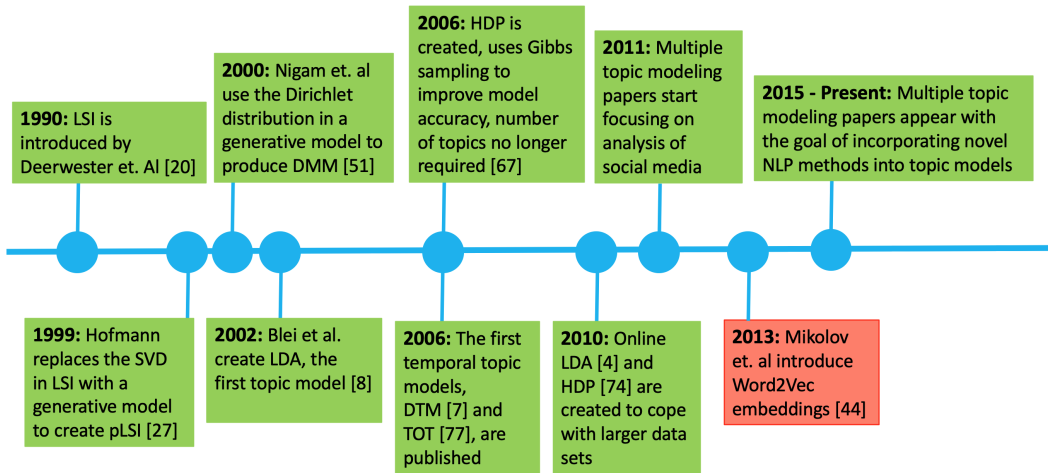 1990: LSI is
introduced by
Deerwester et. Al [20]
2000: Nigam et. al
use the Dirichlet
distribution in a
generative model to
produce DMM [51]
2006: HDP is
created, uses Gibbs
sampling to
improve model
accuracy, number
of topics no longer
required [67]
2011: Multiple
topic modeling
papers start
focusing on
analysis of
social media
2015 - Present: Multiple topic
modeling papers appear with
the goal of incorporating novel
NLP methods into topic models
1999: Hofmann
replaces the SVD
in LSI with a
generative model
to create pLSI [27]
2002: Blei et al.
create LDA, the
first topic model [8]
2006: The first
temporal topic
models,
DTM [7] and
TOT [77], are
published
2010: Online
LDA [4] and
HDP [74] are
created to cope
with larger data
sets
2013: Mikolov
et. al introduce
Word2Vec
embeddings [44]